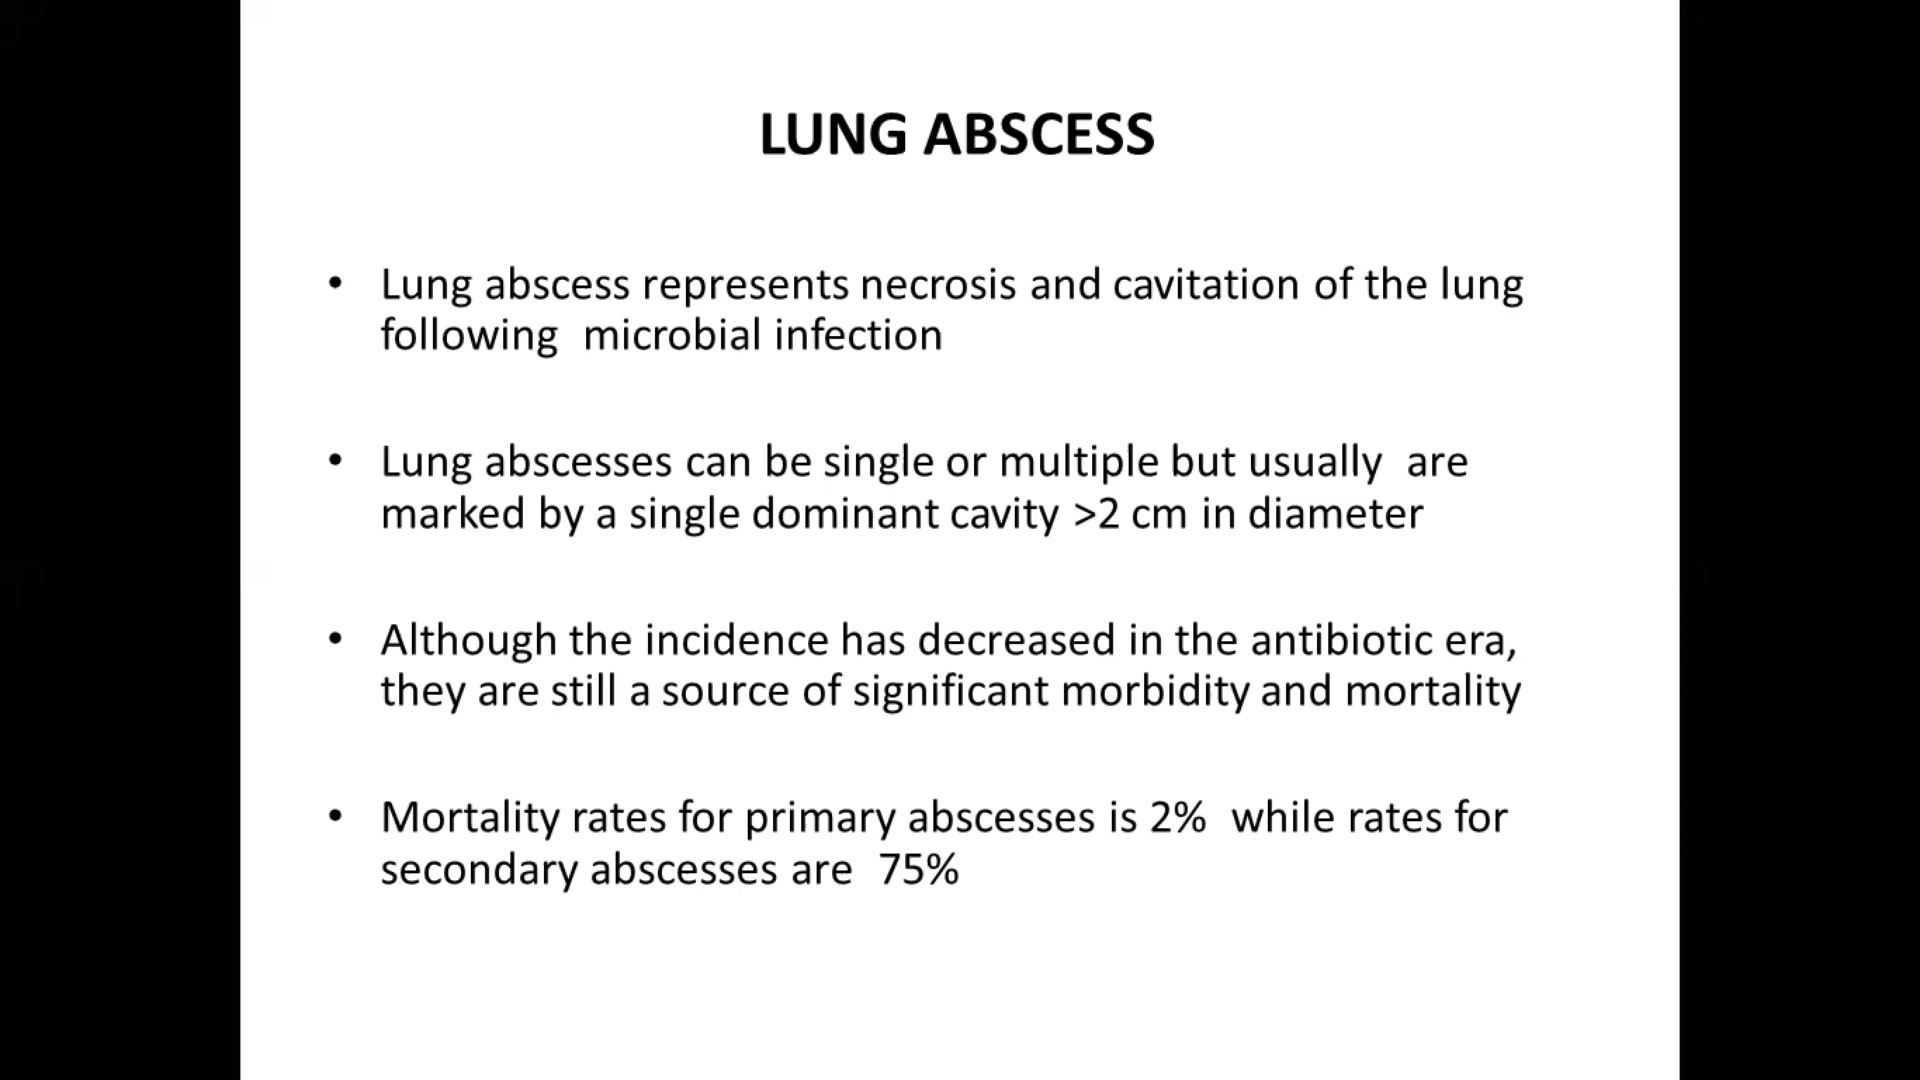 LUNG ABSCESS
• Lung abscess represents necrosis and cavitation of the lung
following  microbial infection
• Lung abscesses can be single or multiple but usually  are
marked by a single dominant cavity >2 cm in diameter
• Although the incidence has decreased in the antibiotic era,
they are still a source of significant morbidity and mortality
• Mortality rates for primary abscesses is 2%  while rates for
secondary abscesses are  75%